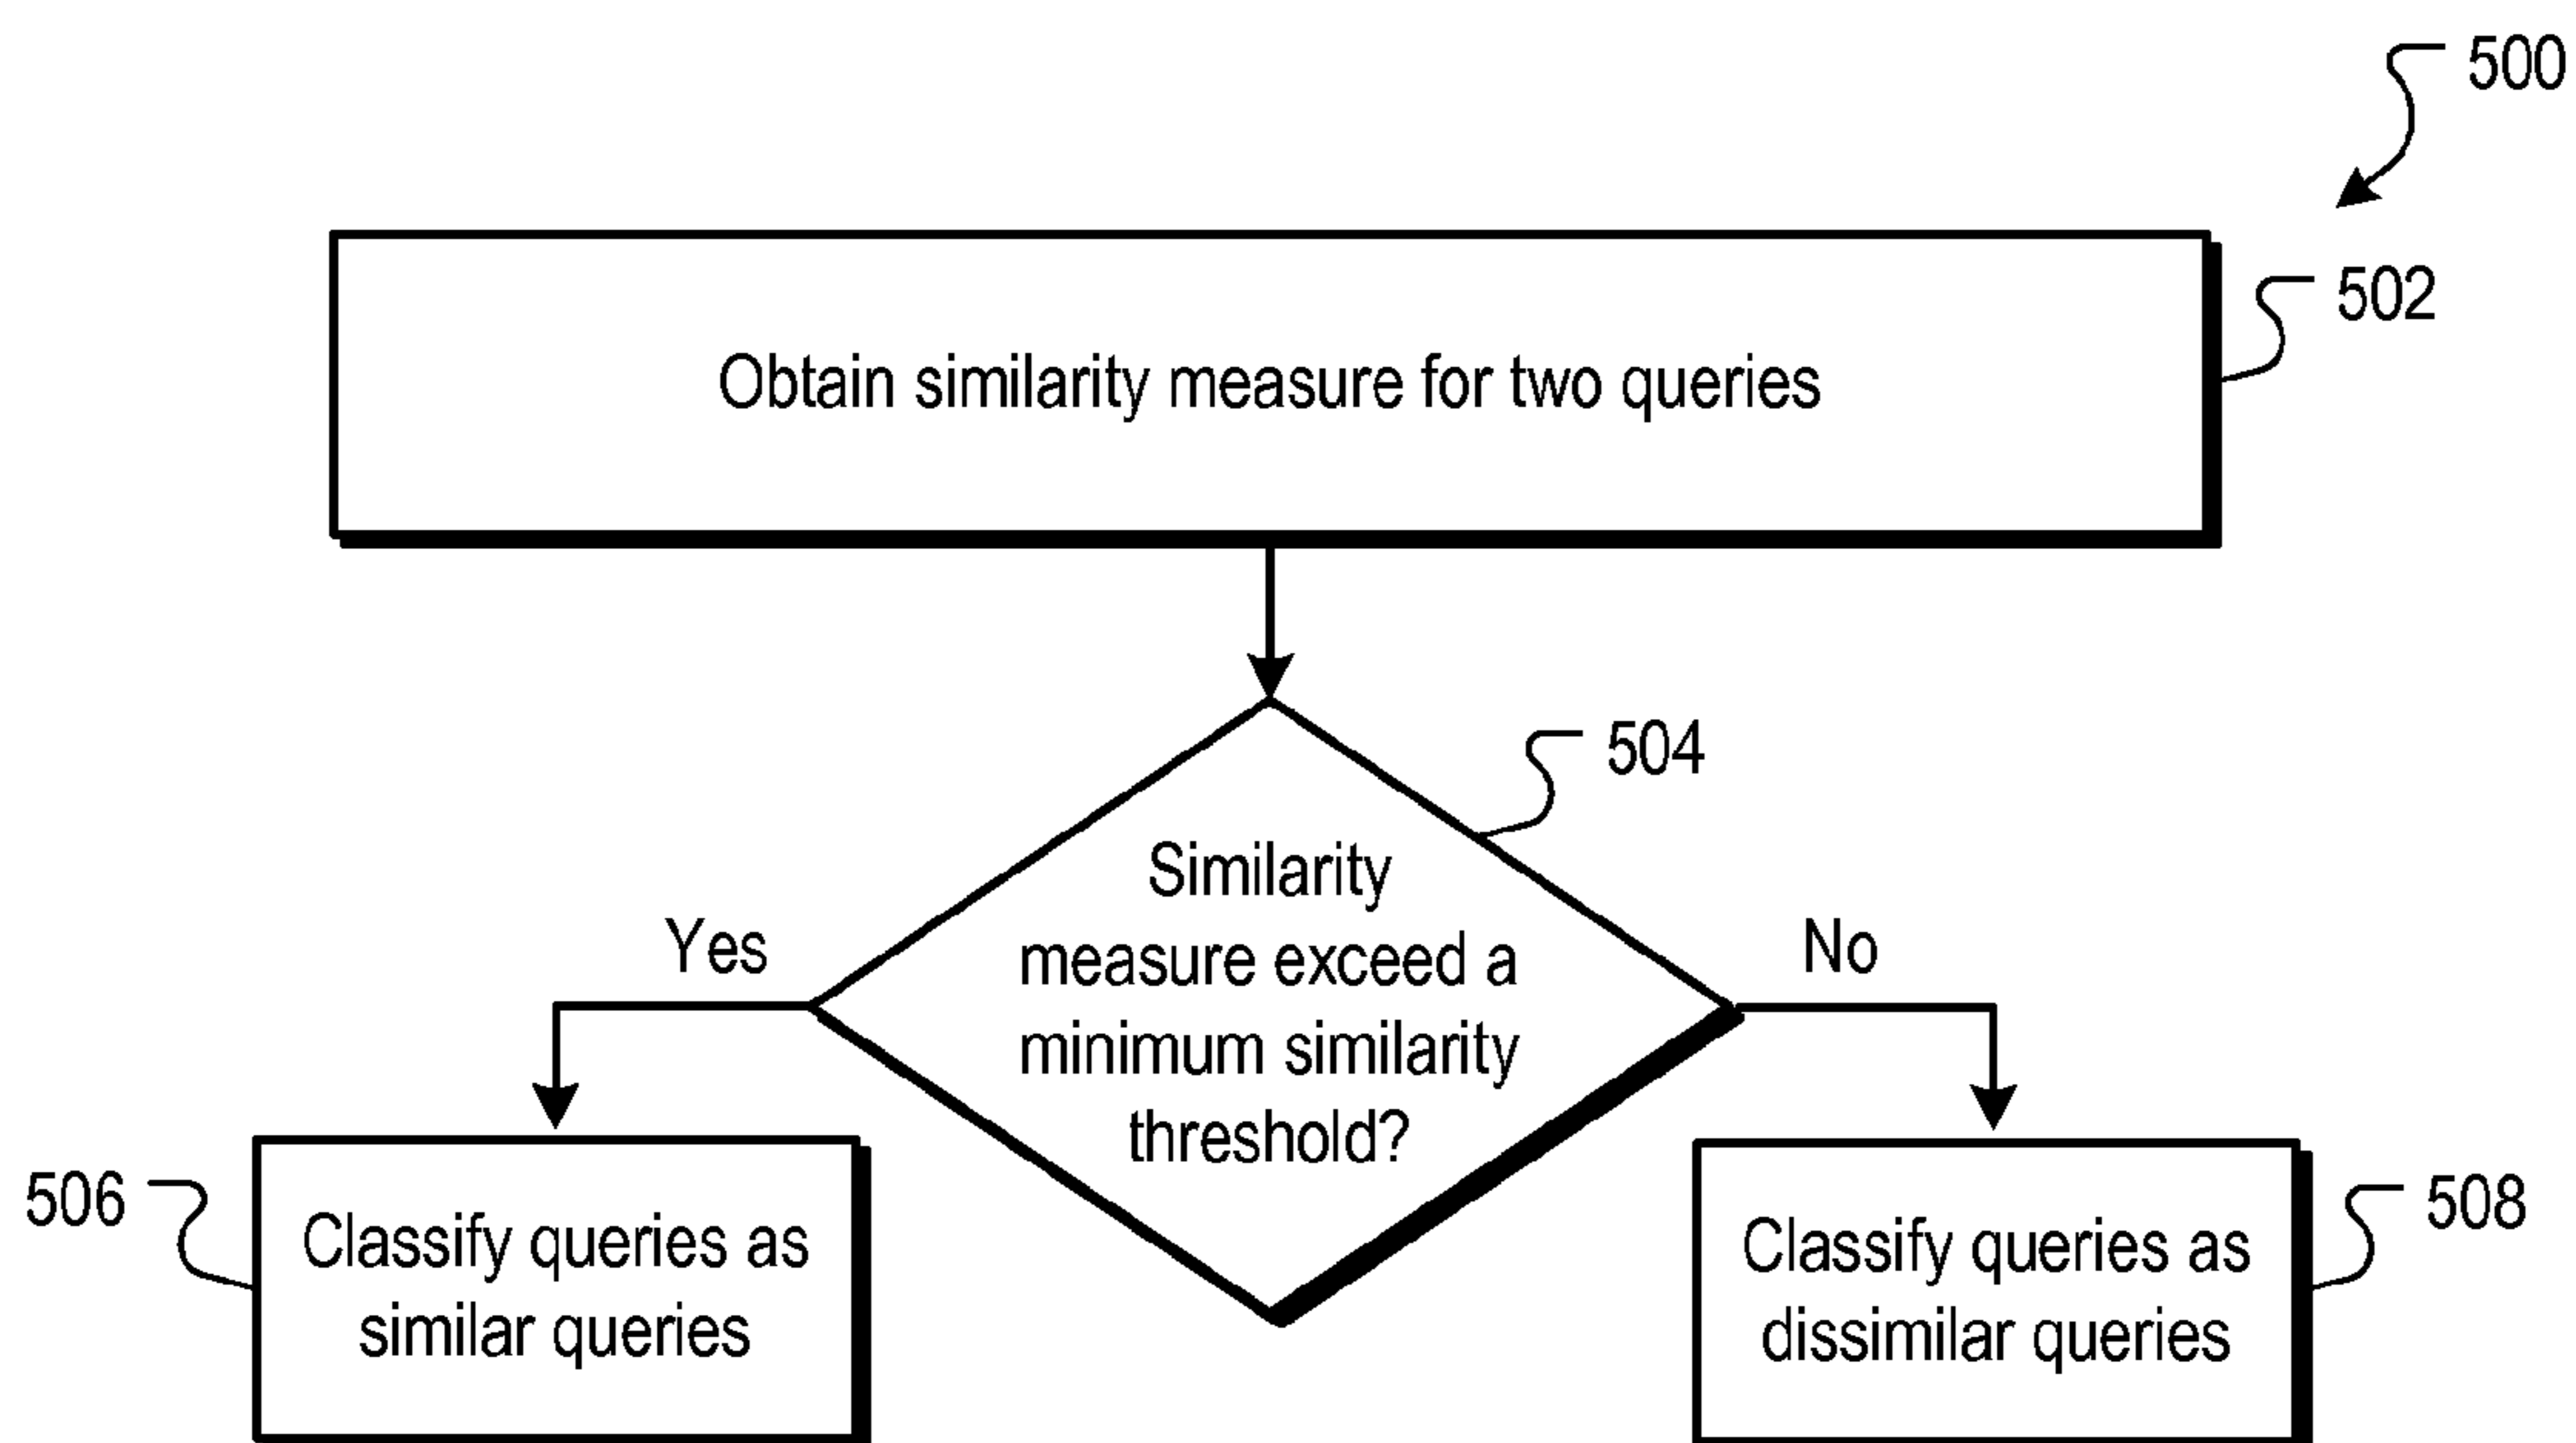 500
502
Obtain similarity measure for two queries
504
Similarity
measure exceed a
minimum similarity
threshold?
Yes
No
506
Classify queries as
similar queries
508
Classify queries as
dissimilar queries